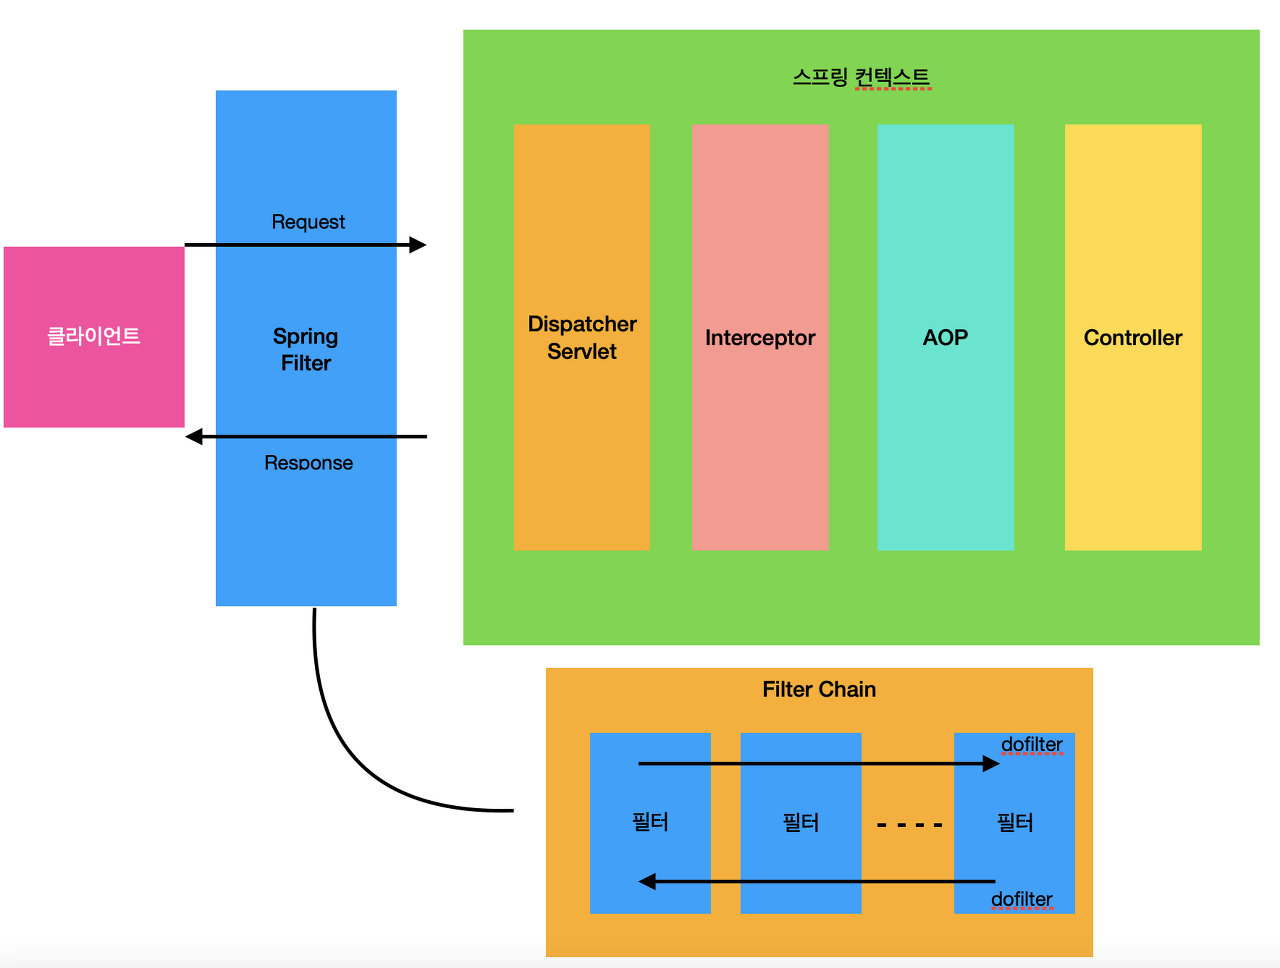 스프링 컨텍스트
Request
클라이언트
Spring
Filter
Response
Dispatcher
Servlet
Interceptor
AOP
Controller
Filter Chain
dofilter
필터
필터
필터
dofilter